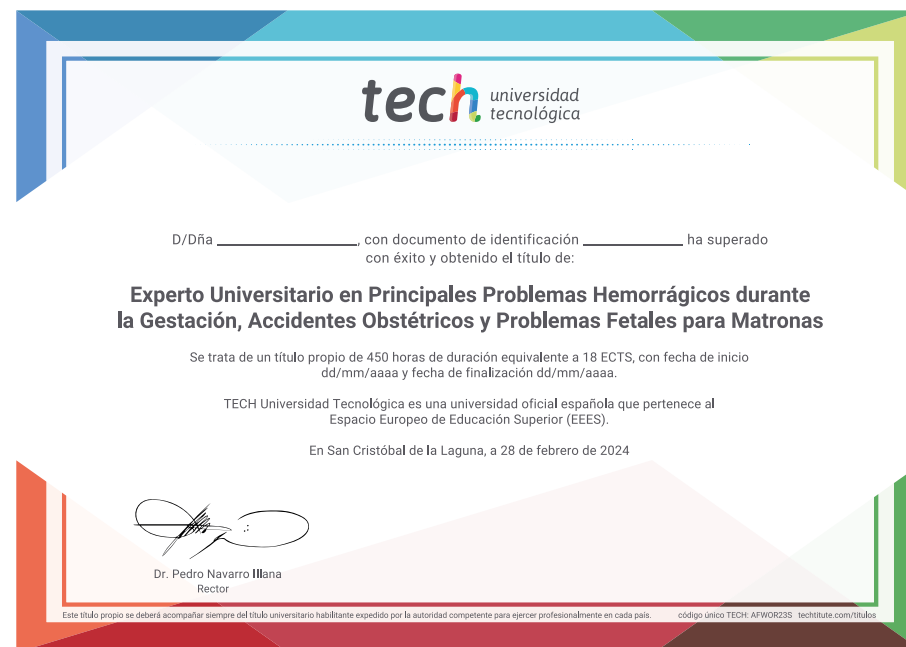 tech universidad
tecnológica
D/Dña ______________, con documento de identificación __________ ha superado
con éxito y obtenido el título de:
Experto Universitario en Principales Problemas Hemorrágicos durante
la Gestación, Accidentes Obstétricos y Problemas Fetales para Matronas
Se trata de un título propio de 450 horas de duración equivalente a 18 ECTS, con fecha de inicio
dd/mm/aaaa y fecha de finalización dd/mm/aaaa.
TECH Universidad Tecnológica es una universidad oficial española que pertenece al
Espacio Europeo de Educación Superior (EEES).
En San Cristóbal de la Laguna, a 28 de febrero de 2024
Dr. Pedro Navarro Illana
Rector
Este título propio se deberá acompañar siempre del título universitario habilitante expedido por la autoridad competente para ejercer profesionalmente en cada país. código único TECH: AFWOR23S techtitute.com/titulos